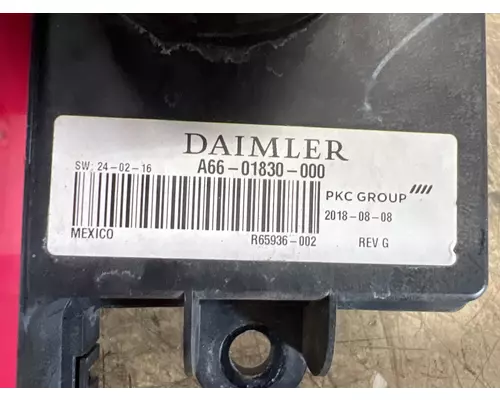 DAIMLER
SW: 24-02-16 A66-01830-000
PKC GROUP
2018-08-08
MEXICO R65936-002 REV G